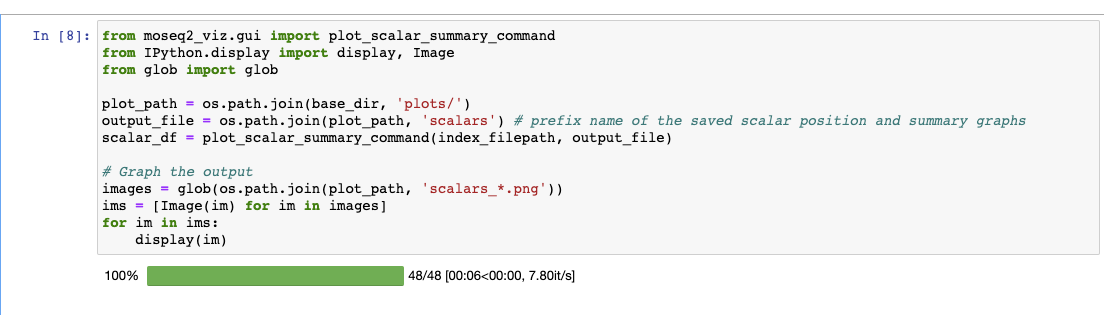 In [8]: from moseq2_viz.gui import plot_scalar_summary_command
from IPython.display import display, Image
from glob import glob

plot_path = os.path.join(base_dir, 'plots/')
output_file = os.path.join(plot_path, 'scalars') # prefix name of the saved scalar position and summary graphs
scalar_df = plot_scalar_summary_command(index_filepath, output_file)

# Graph the output
images = glob(os.path.join(plot_path, 'scalars_*.png'))
ims = [Image(im) for im in images]
for im in ims:
    display(im)
100% 48/48 [00:06<00:00, 7.80it/s]